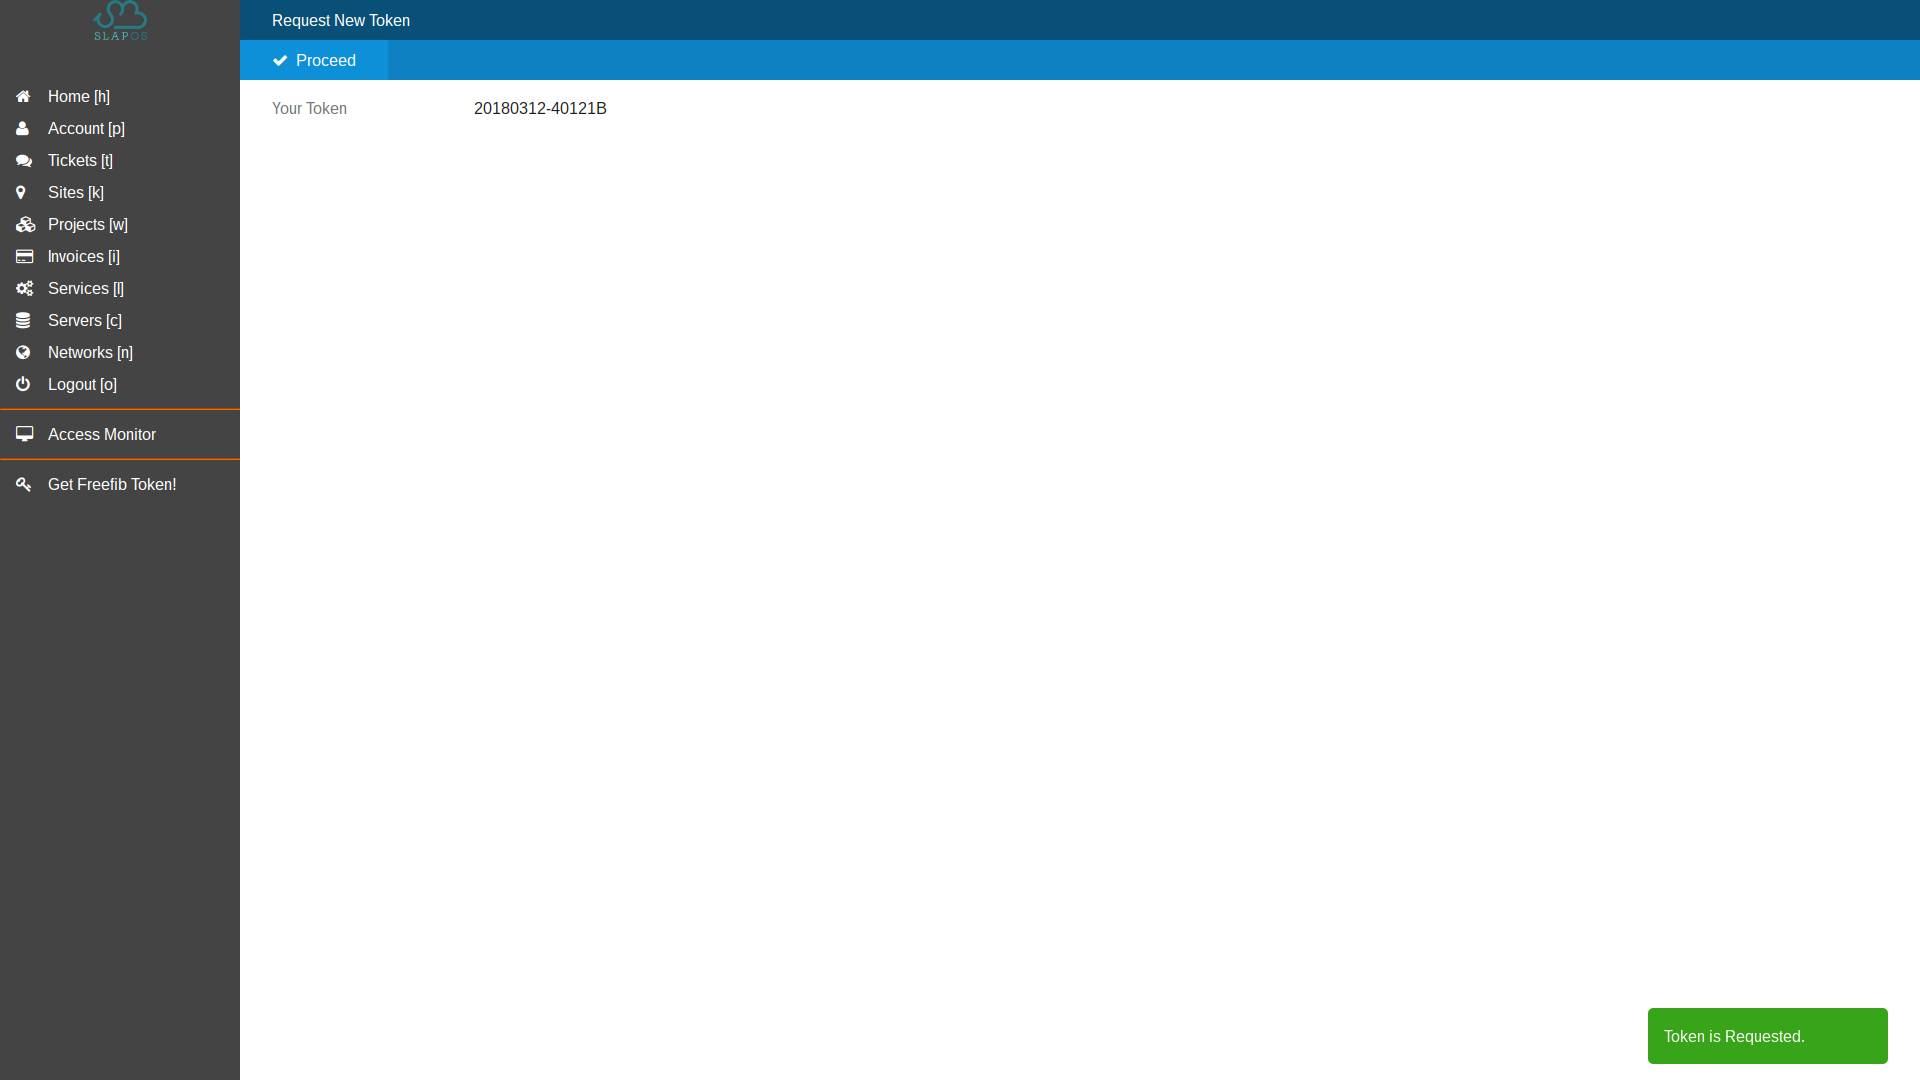 SLAPOS
Home [h]
Account [p]
Tickets [t]
Sites [k]
Projects [w]
Invoices [i]
Services [l]
Servers [c]
Networks [n]
Logout [o]
Access Monitor
Get Freefib Token!
Request New Token
Proceed
Your Token 20180312-40121B
Token is Requested.